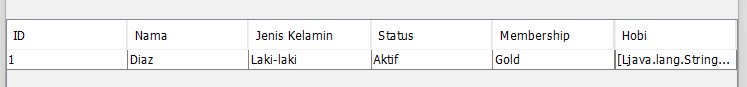 ID Nama Jenis Kelamin Status Membership Hobi
1 Diaz Laki-laki Aktif Gold [Ljava.lang.String...